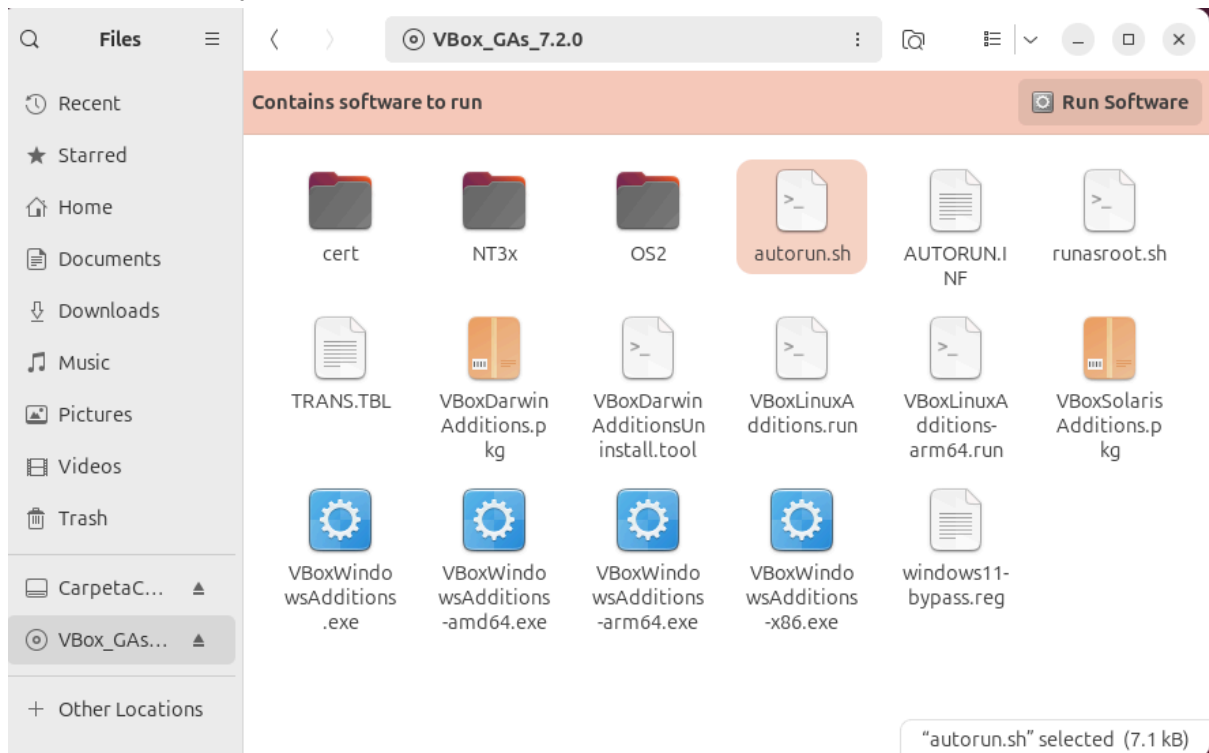 Files
VBox_GAs_7.2.0
Recent
Starred
Home
Documents
Downloads
Music
Pictures
Videos
Trash
CarpetaC...
VBox_GAs...
Other Locations
Contains software to run
Run Software
cert
NT3x
OS2
autorun.sh
AUTORUN.I
NF
runasroot.sh
TRANS.TBL
VBoxDarwin
Additions.p
kg
VBoxDarwin
AdditionsUn
install.tool
VBoxLinuxA
dditions.run
VBoxLinuxA
dditions-
arm64.run
VBoxSolaris
Additions.p
kg
VBoxWindo
wsAdditions
.exe
VBoxWindo
wsAdditions
-amd64.exe
VBoxWindo
wsAdditions
-arm64.exe
VBoxWindo
wsAdditions
-x86.exe
windows11-
bypass.reg
“autorun.sh” selected (7.1 kB)